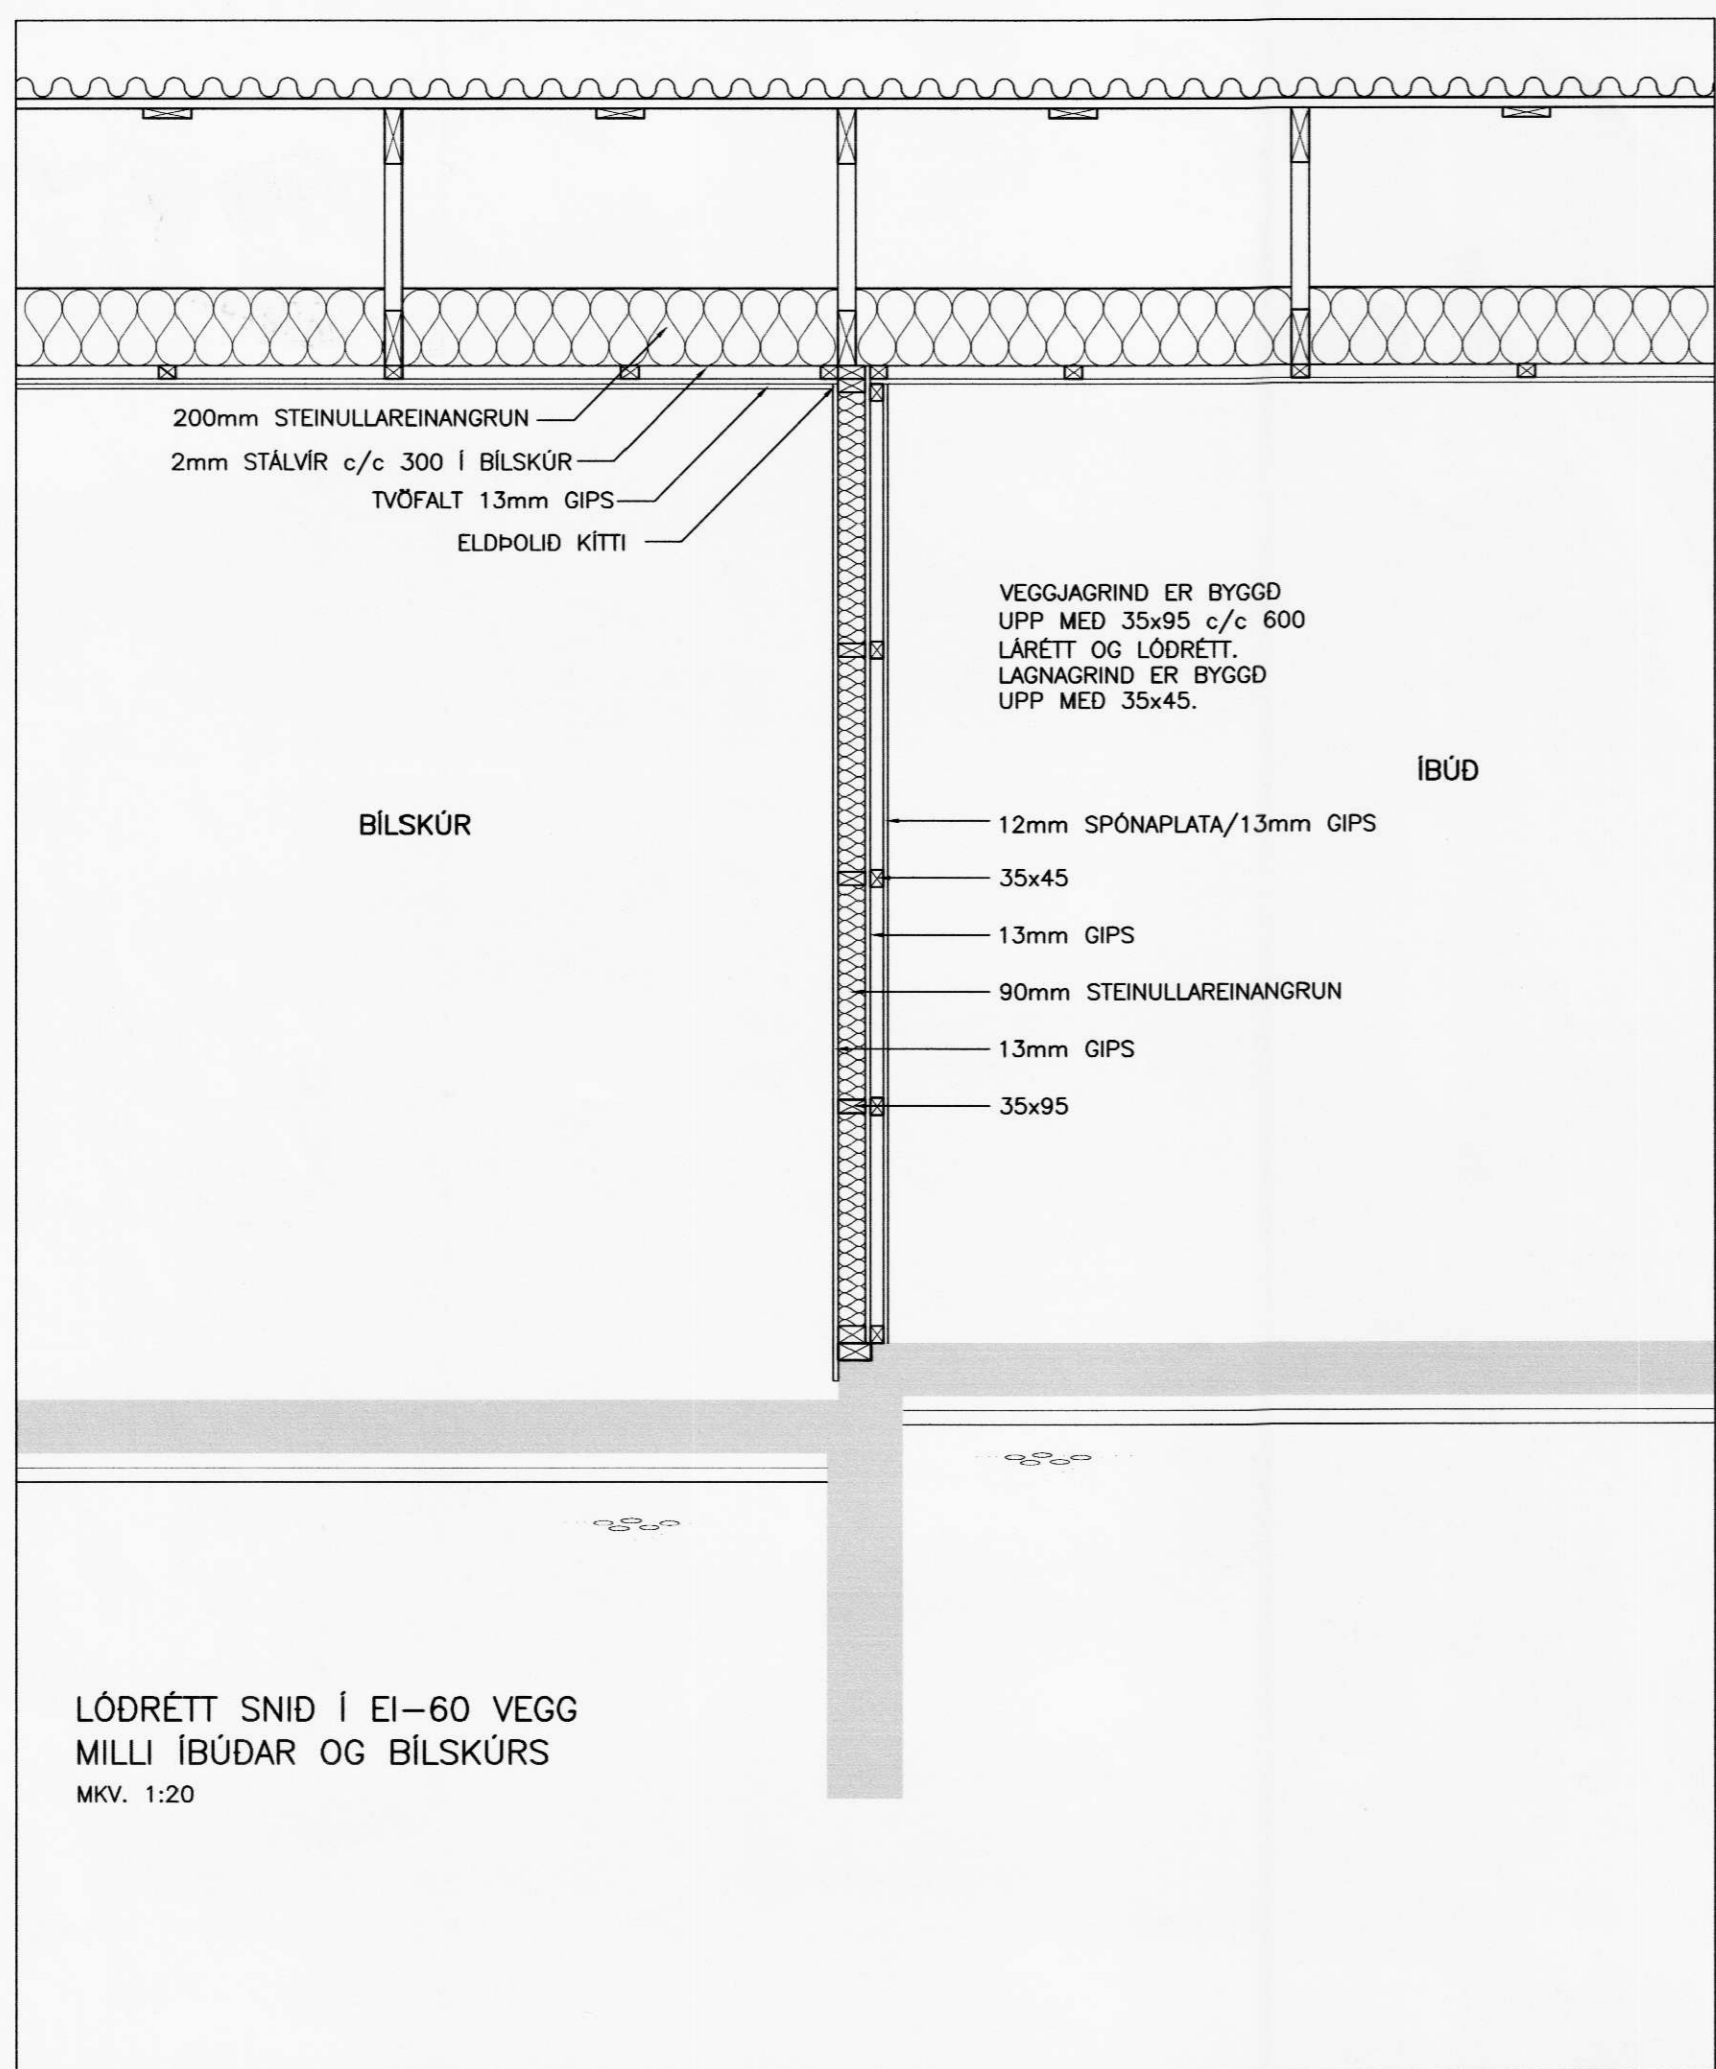 200mm STEINULLAREINANGRUN
2mm STÁLVÍR c/c 300 Í BÍLSKÚR
TVÖFALT 13mm GIPS
ELDÞOLIÐ KÍTTI
VEGGJAGRIND ER BYGGÐ
UPP MEÐ 35x95 c/c 600
LÁRÉTT OG LÓÐRÉTT.
LAGNAGRIND ER BYGGÐ
UPP MEÐ 35x45.
ÍBÚÐ
BÍLSKÚR
12mm SPÓNAPLATA/13mm GIPS
35x45
13mm GIPS
90mm STEINULLAREINANGRUN
13mm GIPS
35x95
LÓÐRÉTT SNIÐ Í EI-60 VEGG
MILLI ÍBÚÐAR OG BÍLSKÚRS
MKV. 1:20